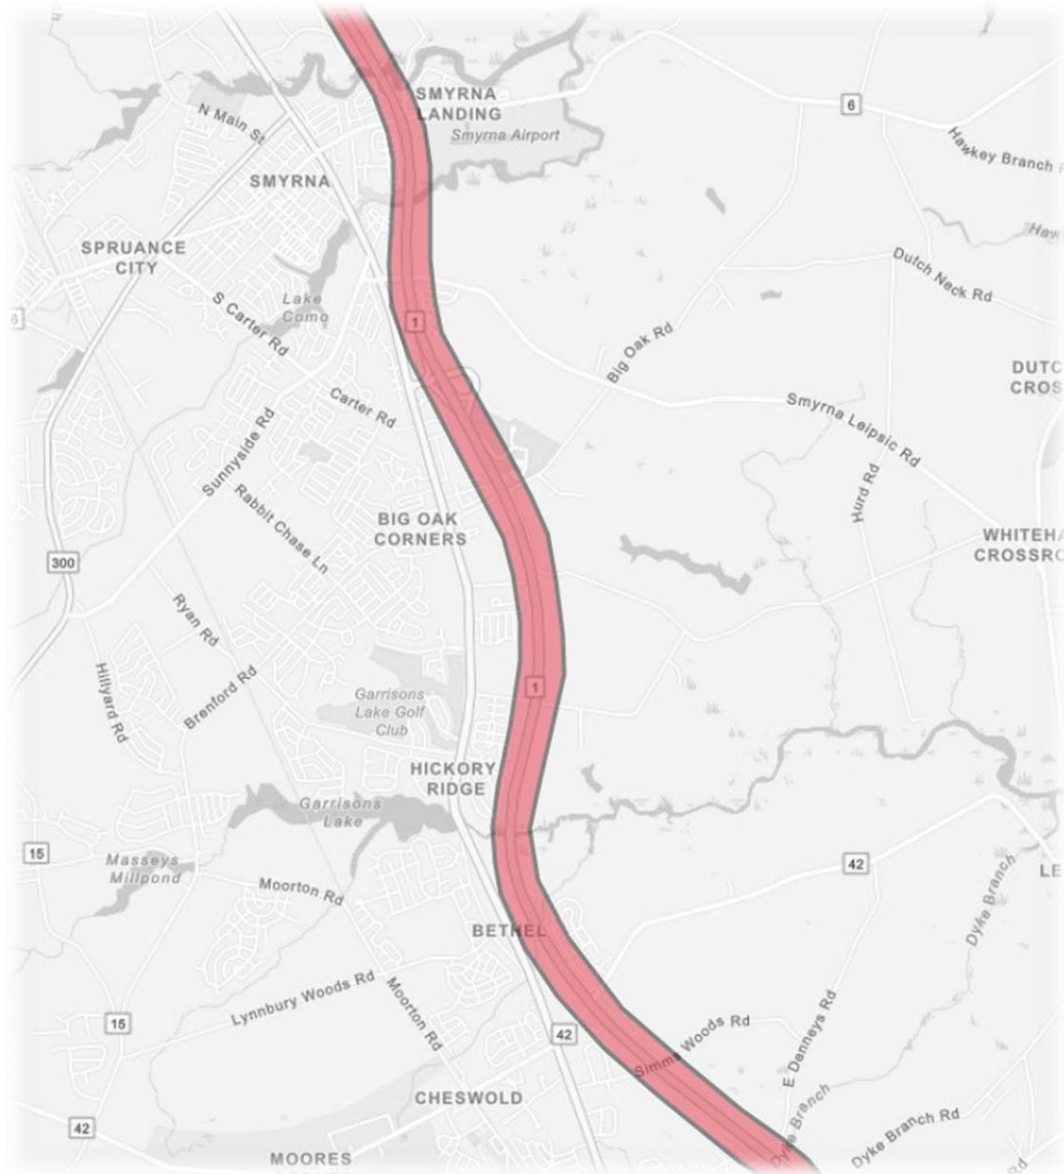 SMYRNA
LANDING
6
N Main St
Smyrna Airport
Hawkey Branch
SMYRNA
SPRUANCE
CITY
Dutch Neck Rd
Lake
Como
6
S Carter Rd
1
Big Oak Rd
Carter Rd
Smyrna Leipsic Rd
Sunnyside Rd
Hurd Rd
Rabbit Chase Ln
BIG OAK
CORNERS
300
Ryan Rd
Hillyard Rd
Brenford Rd
1
Garrisons
Lake Golf
Club
HICKORY
RIDGE
Garrisons
Lake
15
Masseys
Millpond
42
Moorton Rd
Dyke Branch
BETHEL
Lynnbury Woods Rd
Moorton Rd
15
42
Simms Woods Rd
E Denneys Rd
CHESWOLD
42
Dyke Branch
Dyke Branch Rd
MOORES
Rd